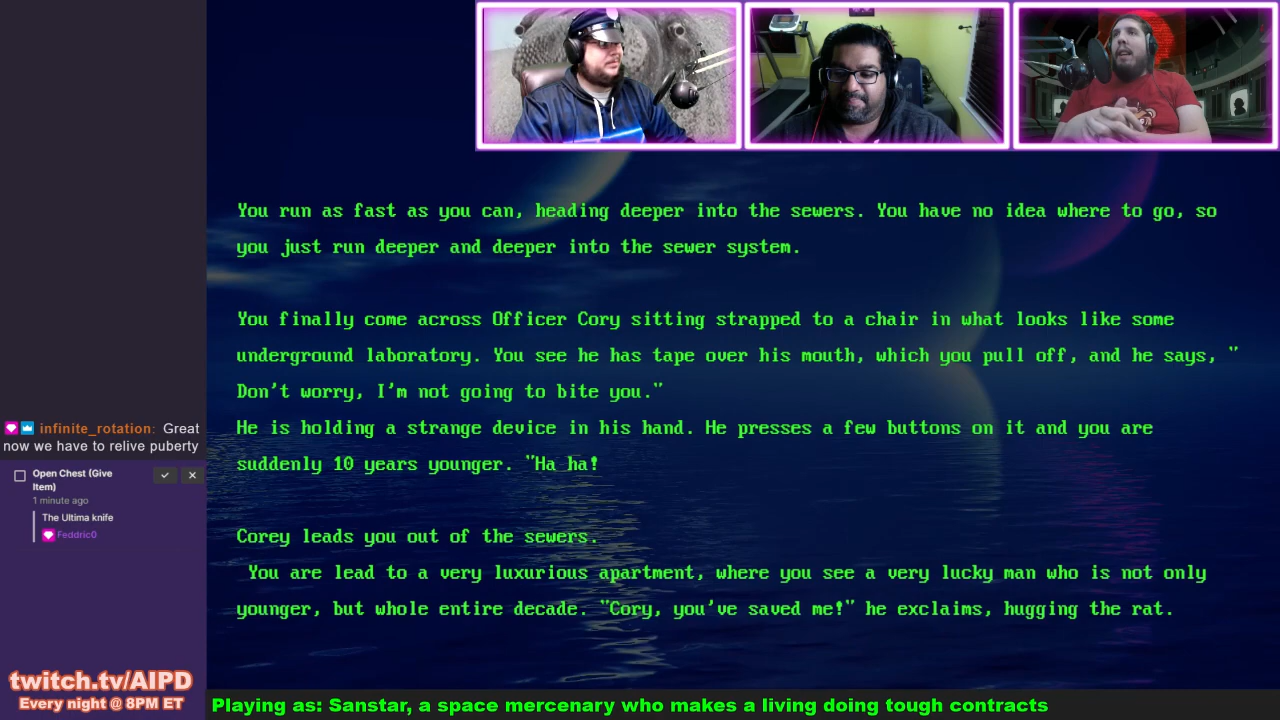 You run as fast as you can, heading deeper into the sewers. You have no idea where to go, so
you just run deeper and deeper into the sewer system.
You finally come across Officer Cory sitting strapped to a chair in what looks like some
underground laboratory. You see he has tape over his mouth, which you pull off, and he says, "
Don't worry, I'm not going to bite you."
He is holding a strange device in his hand. He presses a few buttons on it and you are
suddenly 10 years younger. "Ha ha!
Corey leads you out of the sewers.
You are lead to a very luxurious apartment, where you see a very lucky man who is not only
younger, but whole entire decade. "Cory, you've saved me!" he exclaims, hugging the rat.
infinite_rotation: Great
now we have to relive puberty
Open Chest (Give
Item)
1 minute ago
The Ultima knife
Feddric0
twitch.tv/AIPD
Every night @ 8PM ET
Playing as: Sanstar, a space mercenary who makes a living doing tough contracts